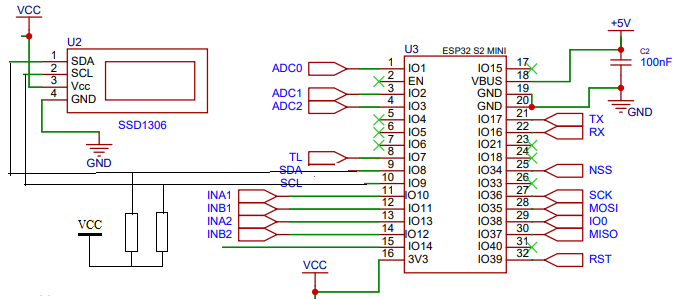 VCC
U2
1 SDA
2 SCL
3 Vcc
4 GND
SSD1306
GND
VCC
U3
ESP32 S2 MINI
ADC0 1 IO1
2 EN
ADC1 3 IO2
ADC2 4 IO3
5 IO4
6 IO5
7 IO6
TL 8 IO7
SDA 9 IO8
SCL 10 IO9
INA1 11 IO10
INB1 12 IO11
INA2 13 IO13
INB2 14 IO12
15 IO14
16 3V3
VCC
IO15 17
VBUS 18
GND 19
GND 20
IO17 21 TX
IO16 22 RX
IO21 23
IO18 24
IO34 25 NSS
IO33 26
IO36 27 SCK
IO35 28 MOSI
IO38 29 IO0
IO37 30 MISO
IO40 31
IO39 32 RST
+5V
C2
100nF
GND